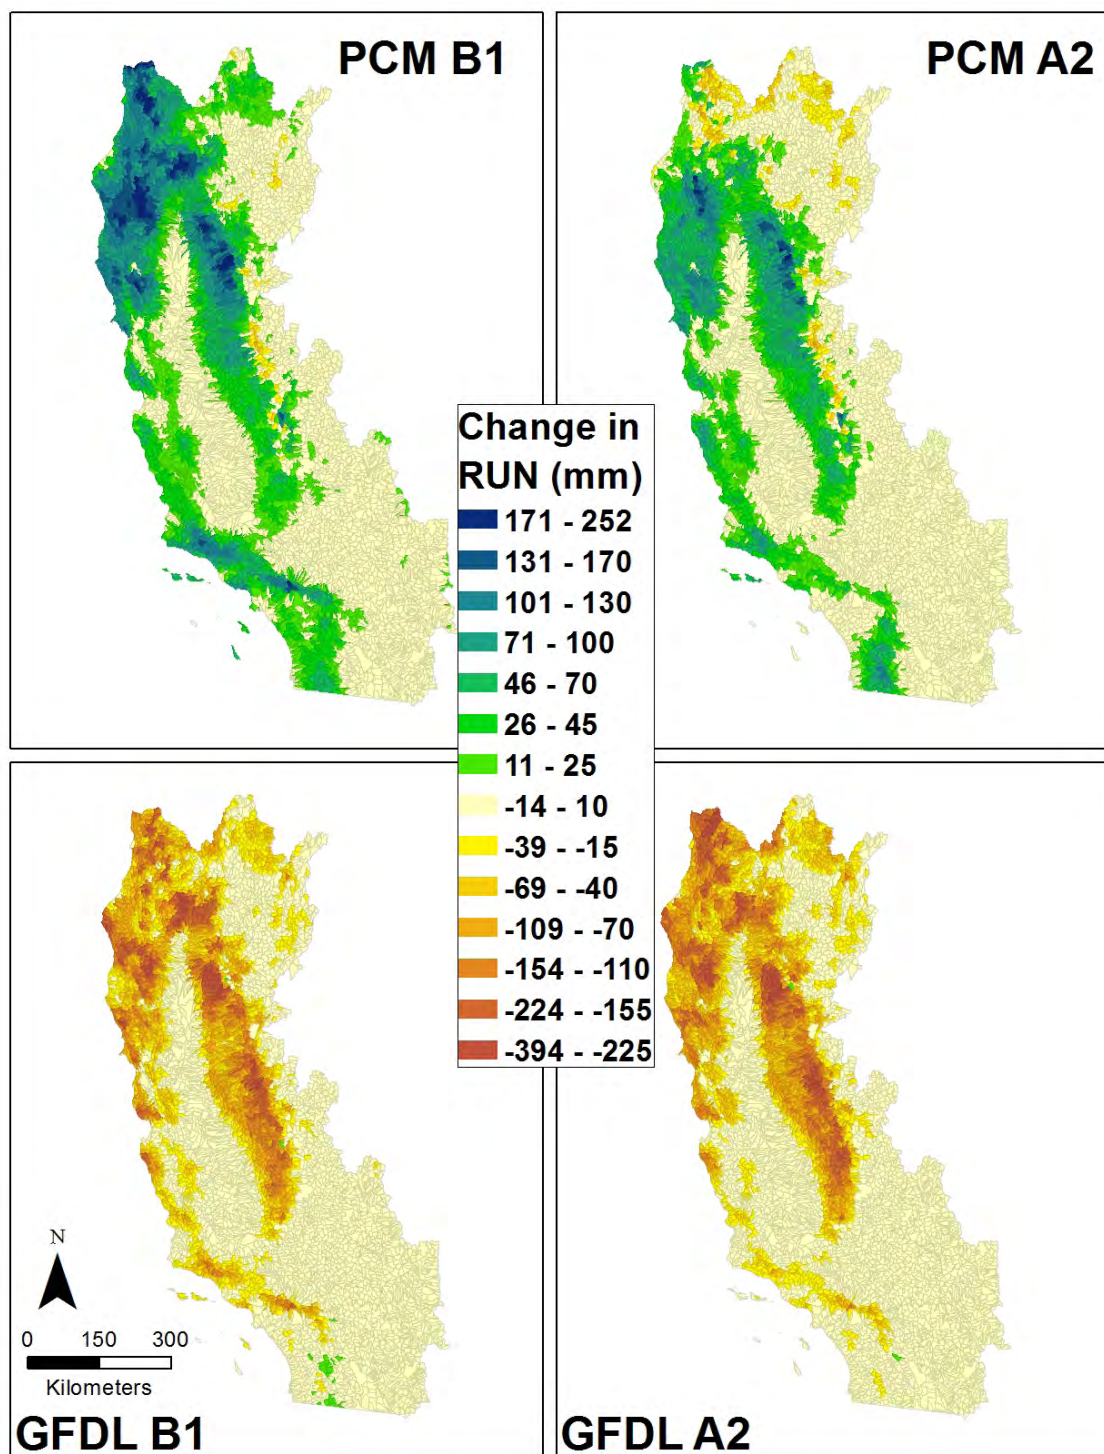 PCM B1
PCM A2
Change in
RUN (mm)
171 - 252
131 - 170
101 - 130
71 - 100
46 - 70
26 - 45
11 - 25
-14 - 10
-39 - -15
-69 - -40
-109 - -70
-154 - -110
-224 - -155
-394 - -225
N
0 150 300
Kilometers
GFDL B1
GFDL A2